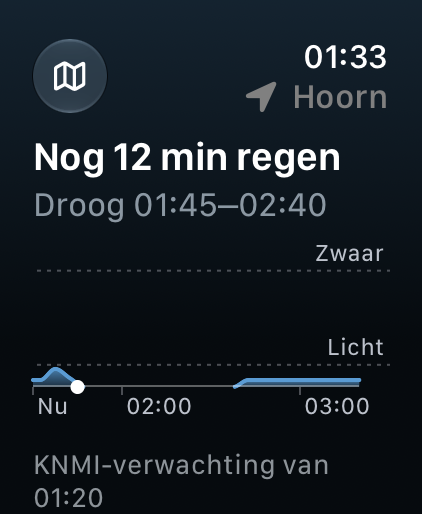 01:33
Hoorn
Nog 12 min regen
Droog 01:45–02:40
Zwaar
Licht
Nu 02:00 03:00
KNMI-verwachting van
01:20